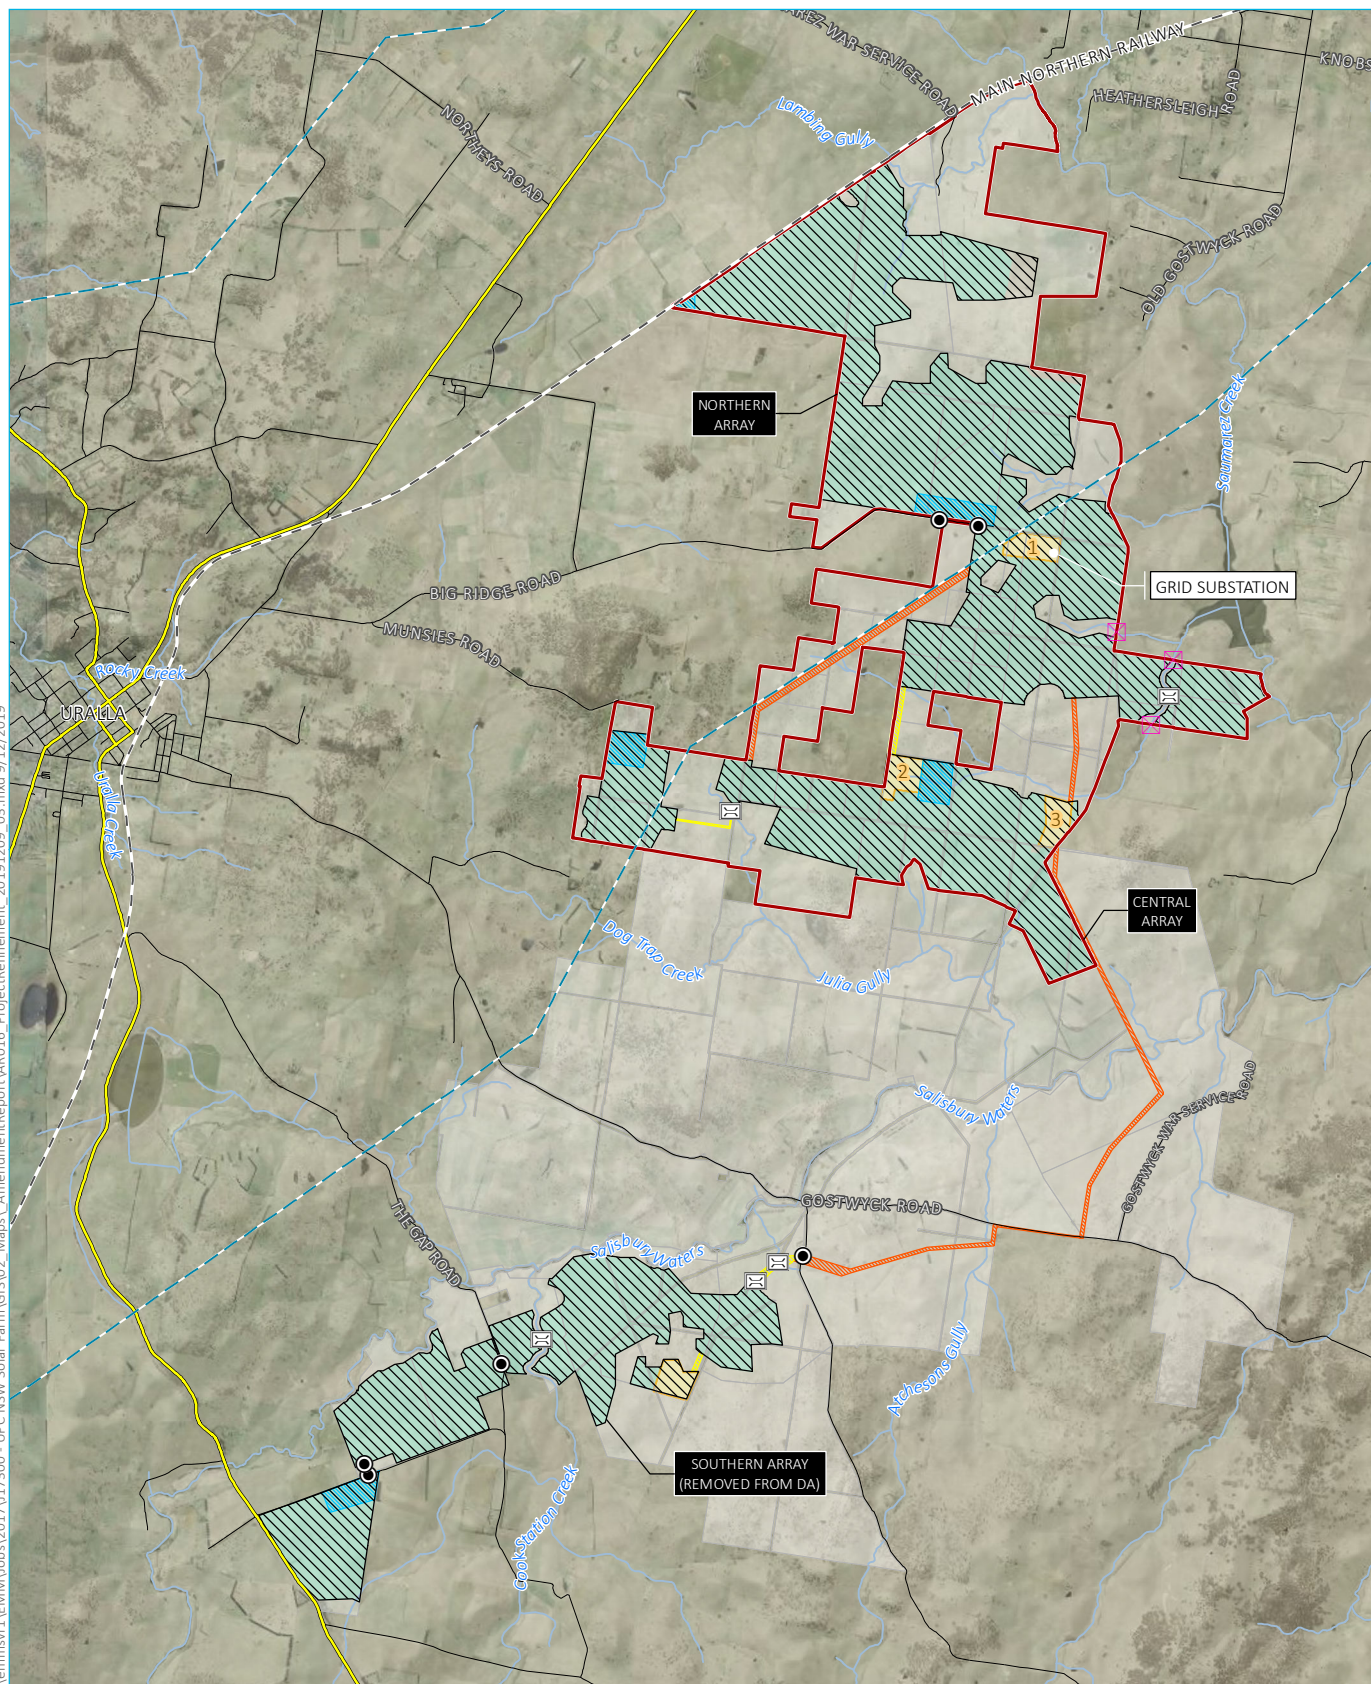 MAIN NORTHERN RAILWAY
HEATHERSLEIGH ROAD
Lambing Gully
NORTHEYS ROAD
OLD GOSTWYCK ROAD
NORTHERN
ARRAY
Saumarez Creek
1
GRID SUBSTATION
BIG RIDGE ROAD
MUNSIES ROAD
Rocky Creek
URALLA
Uralla Creek
2
3
CENTRAL
ARRAY
Dog Trap Creek
Julia Gully
Salisbury Waters
GOSTWYCK WAR SERVICE ROAD
GOSTWYCK ROAD
THE GAP ROAD
Salisbury Waters
Atchesons Gully
SOUTHERN ARRAY
(REMOVED FROM DA)
Cook Station Creek